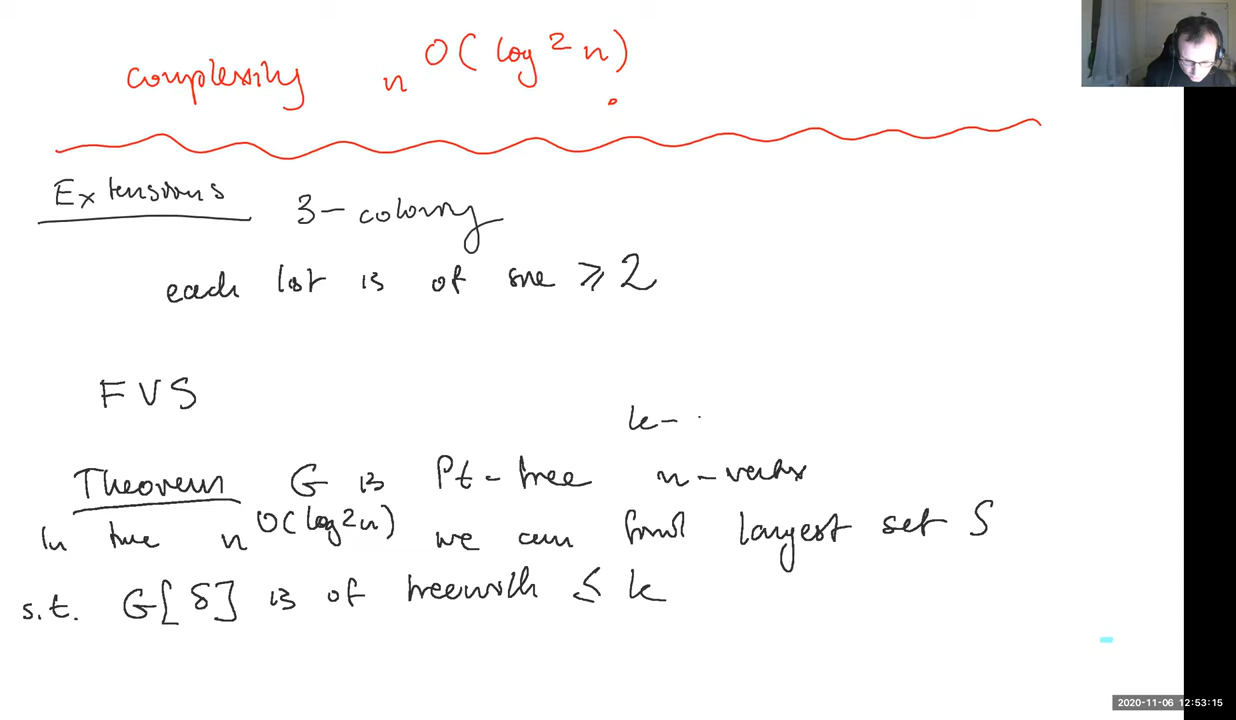 complexity n^O(log^2 n).
Extensions 3-coloring
each list is of size ≥ 2
FVS
k-
Theorem G is Pt-free n-vertex
In time n^O(log^2 n) we can find largest set S
s.t. G[S] is of treewidth ≤ k
2020-11-06 12:53:15